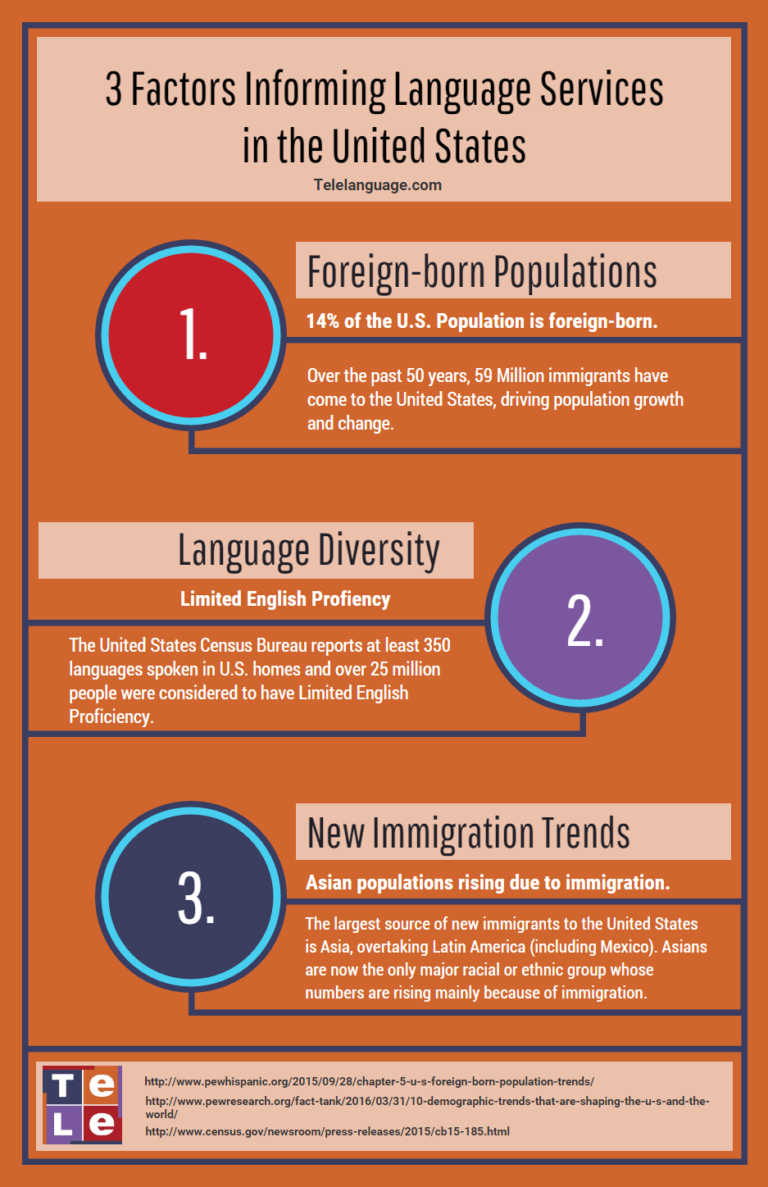 3 Factors Informing Language Services
in the United States
Telelanguage.com
Foreign-born Populations
1.
14% of the U.S. Population is foreign-born.
Over the past 50 years, 59 Million immigrants have
come to the United States, driving population growth
and change.
Language Diversity
Limited English Profiency
2.
The United States Census Bureau reports at least 350
languages spoken in U.S. homes and over 25 million
people were considered to have Limited English
Proficiency.
New Immigration Trends
3.
Asian populations rising due to immigration.
The largest source of new immigrants to the United States
is Asia, overtaking Latin America (including Mexico). Asians
are now the only major racial or ethnic group whose
numbers are rising mainly because of immigration.
Te
Le
http://www.pewhispanic.org/2015/09/28/chapter-5-u-s-foreign-born-population-trends/
http://www.pewresearch.org/fact-tank/2016/03/31/10-demographic-trends-that-are-shaping-the-u-s-and-the-
world/
http://www.census.gov/newsroom/press-releases/2015/cb15-185.html